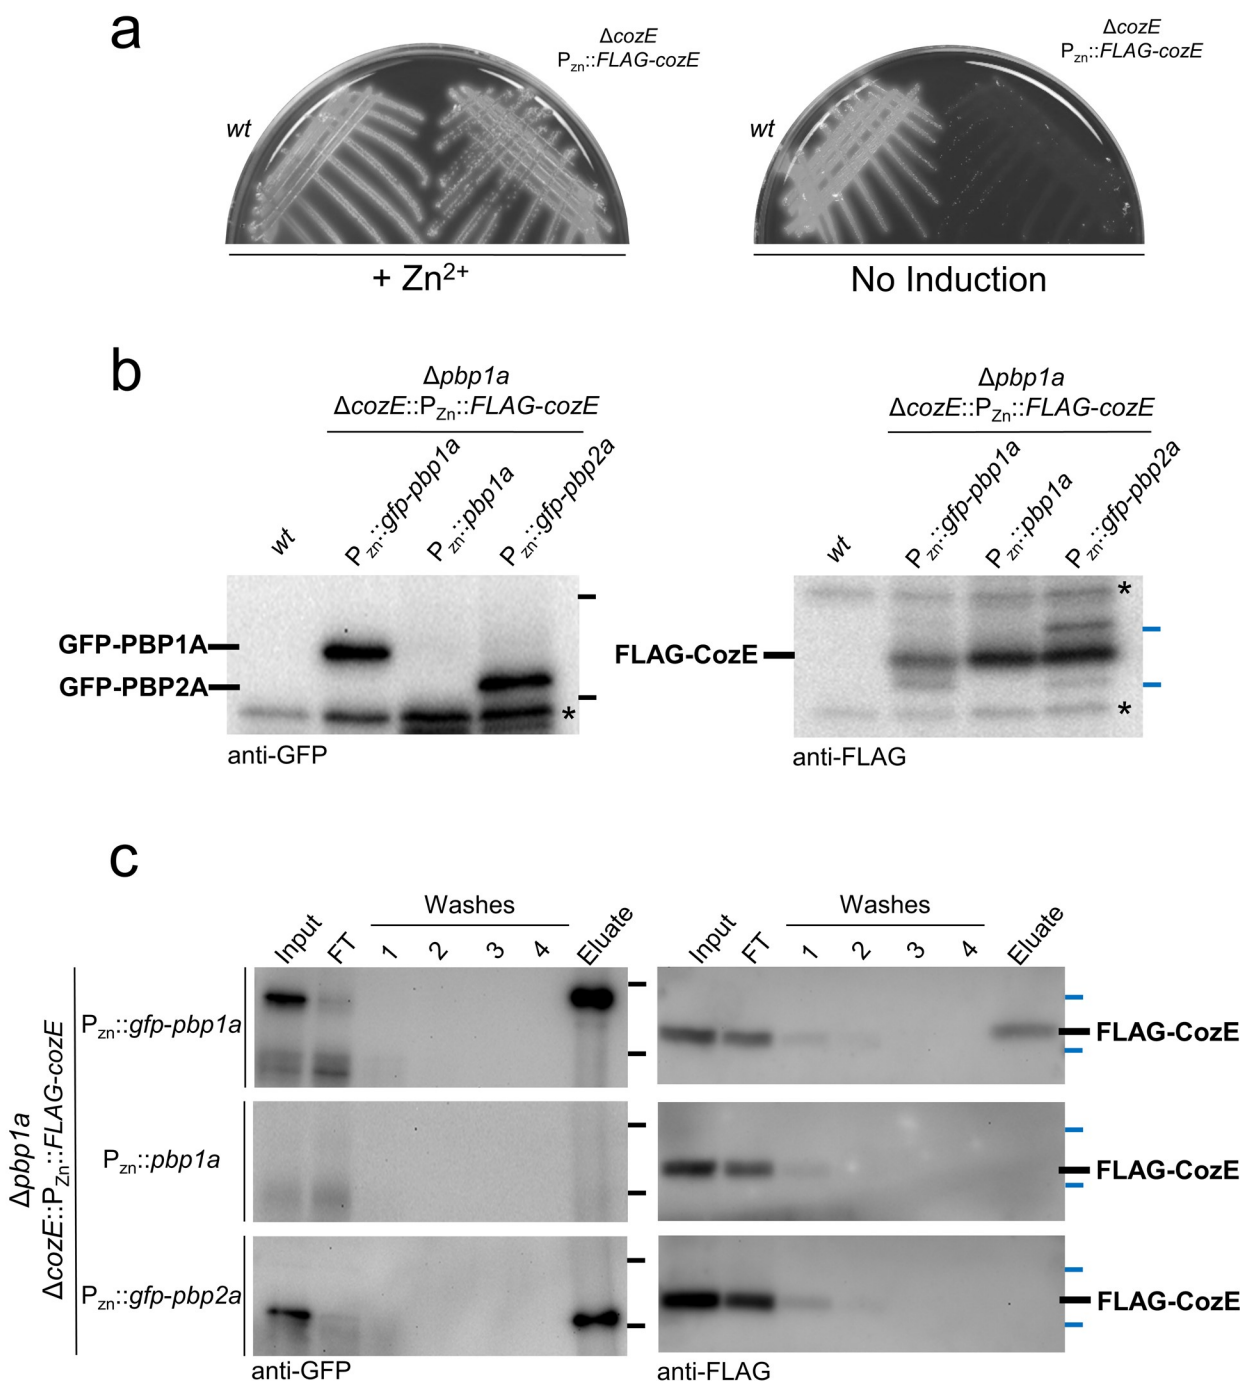 a
ΔcozE
Pzn::FLAG-cozE
wt
+ Zn2+
ΔcozE
Pzn::FLAG-cozE
wt
No Induction
b
Δpbp1a
ΔcozE::PZn::FLAG-cozE
wt
Pzn::gfp-pbp1a
Pzn::pbp1a
Pzn::gfp-pbp2a
GFP-PBP1A
GFP-PBP2A
*
anti-GFP
Δpbp1a
ΔcozE::PZn::FLAG-cozE
wt
Pzn::gfp-pbp1a
Pzn::pbp1a
Pzn::gfp-pbp2a
*
FLAG-CozE
*
anti-FLAG
c
Washes
Input
FT
1
2
3
4
Eluate
Washes
Input
FT
1
2
3
4
Eluate
Δpbp1a
ΔcozE::PZn::FLAG-cozE
Pzn::gfp-pbp1a
FLAG-CozE
Pzn::pbp1a
FLAG-CozE
Pzn::gfp-pbp2a
FLAG-CozE
anti-GFP
anti-FLAG